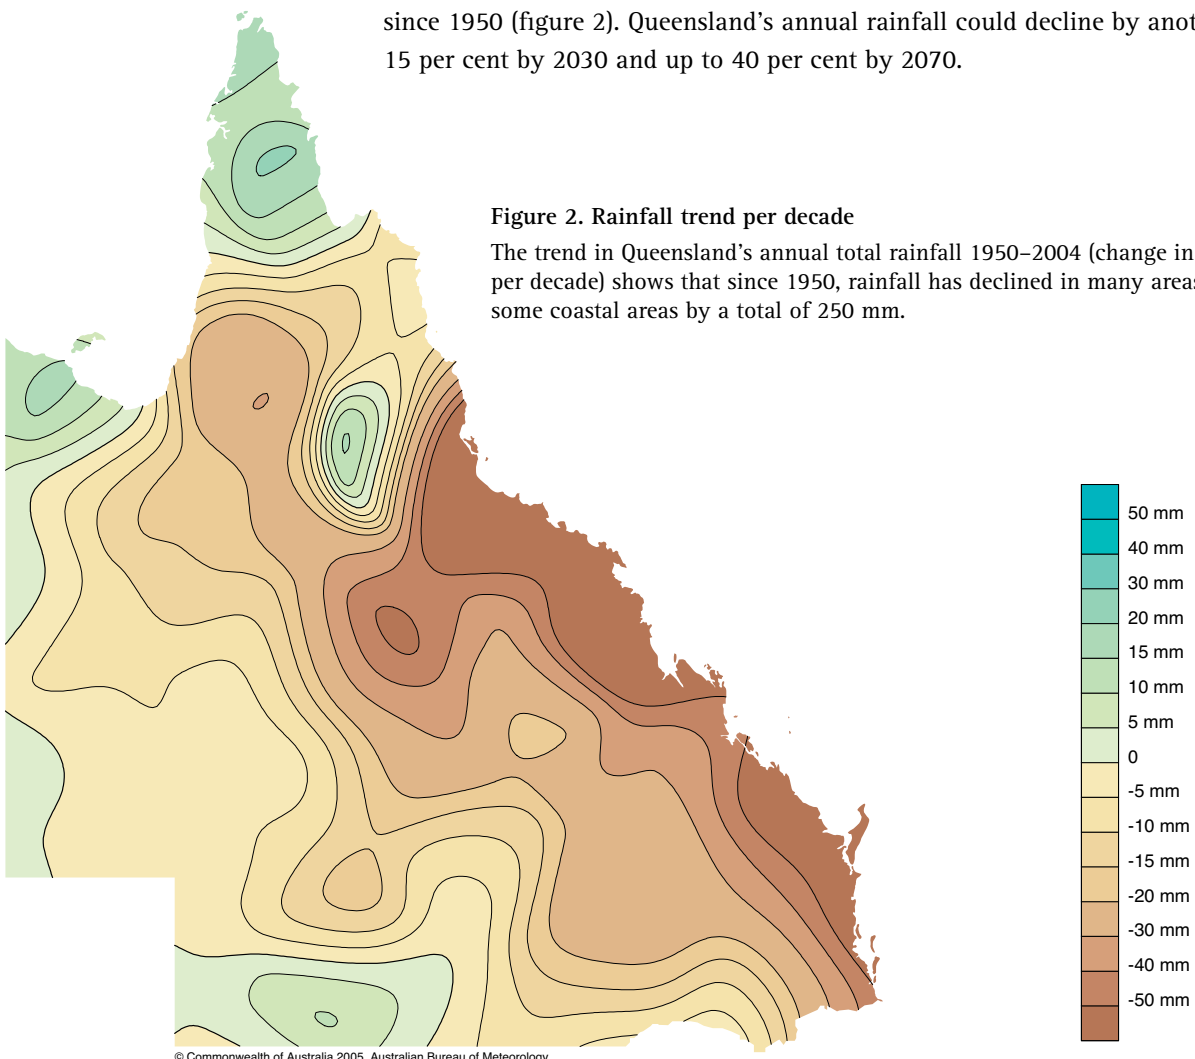 since 1950 (figure 2). Queensland’s annual rainfall could decline by
15 per cent by 2030 and up to 40 per cent by 2070.
Figure 2. Rainfall trend per decade
The trend in Queensland’s annual total rainfall 1950–2004 (change in
per decade) shows that since 1950, rainfall has declined in many
some coastal areas by a total of 250 mm.
50 mm
40 mm
30 mm
20 mm
15 mm
10 mm
5 mm
0
-5 mm
-10 mm
-15 mm
-20 mm
-30 mm
-40 mm
-50 mm
© Commonwealth of Australia 2005, Australian Bureau of Meteorology